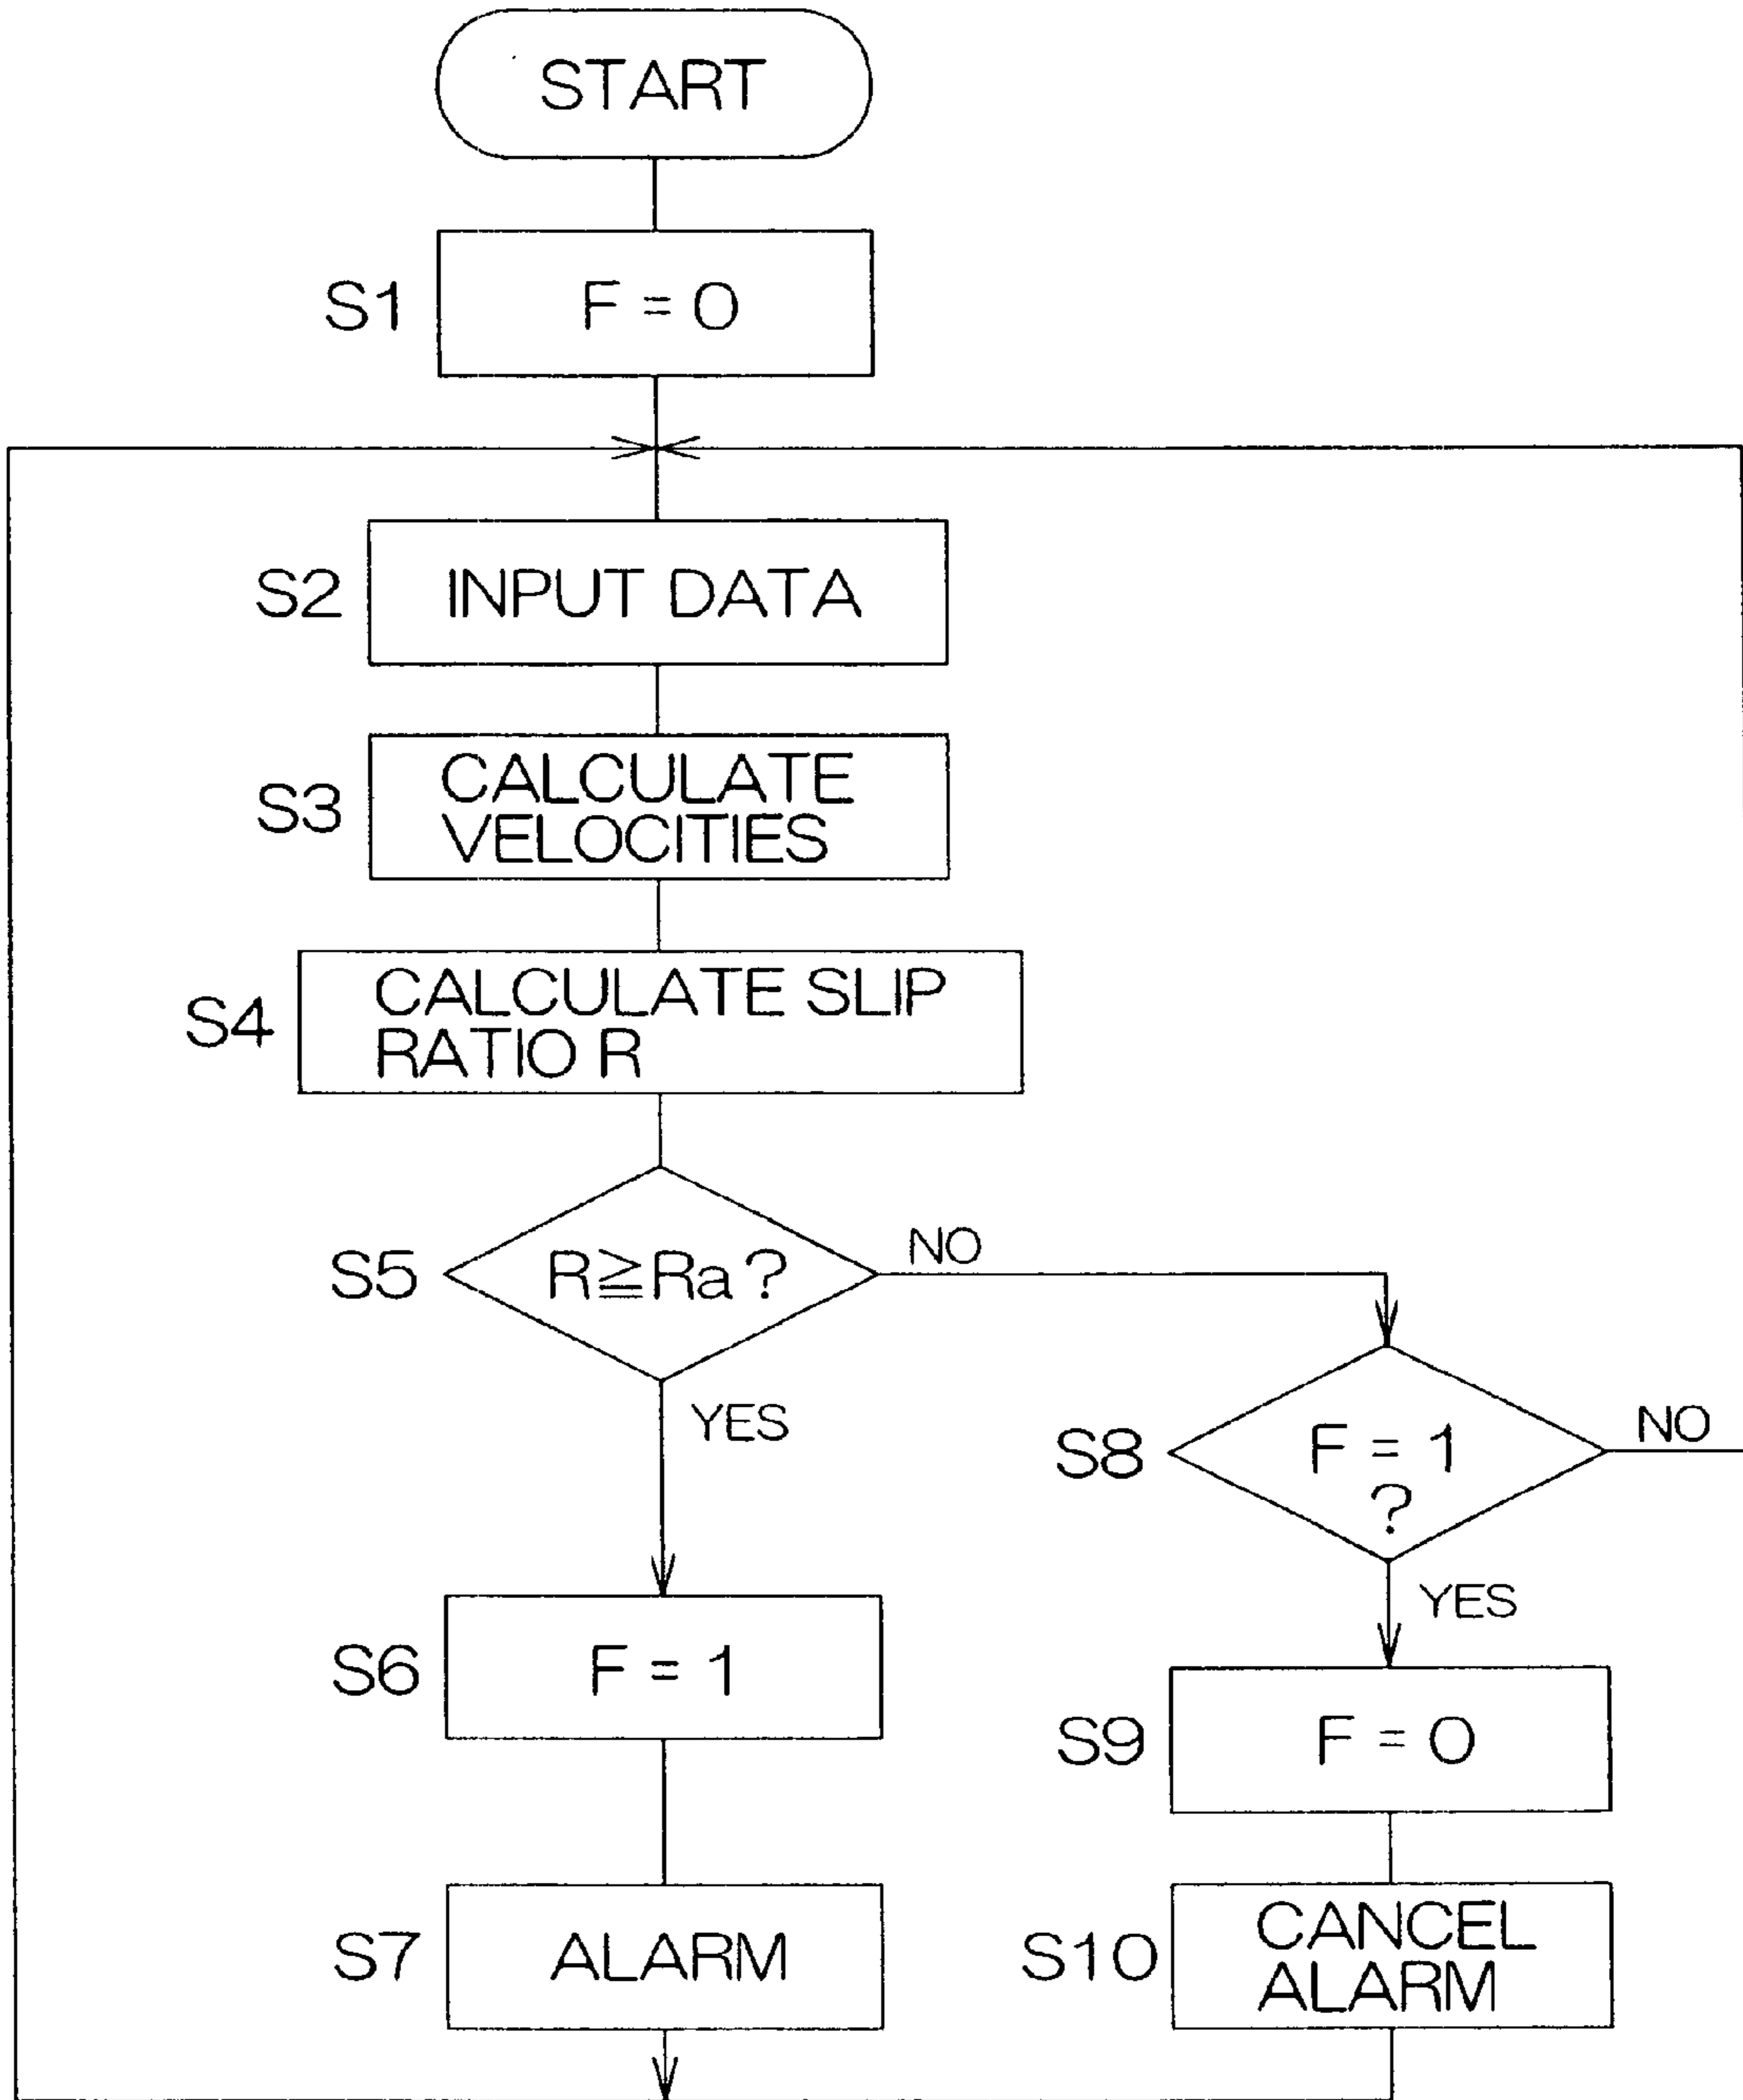 START
S1
F = 0
S2
INPUT DATA
S3
CALCULATE
VELOCITIES
S4
CALCULATE SLIP
RATIO R
S5
R≧Ra ?
NO
YES
S8
F = 1
?
NO
YES
S6
F = 1
S9
F = 0
S7
ALARM
S10
CANCEL
ALARM